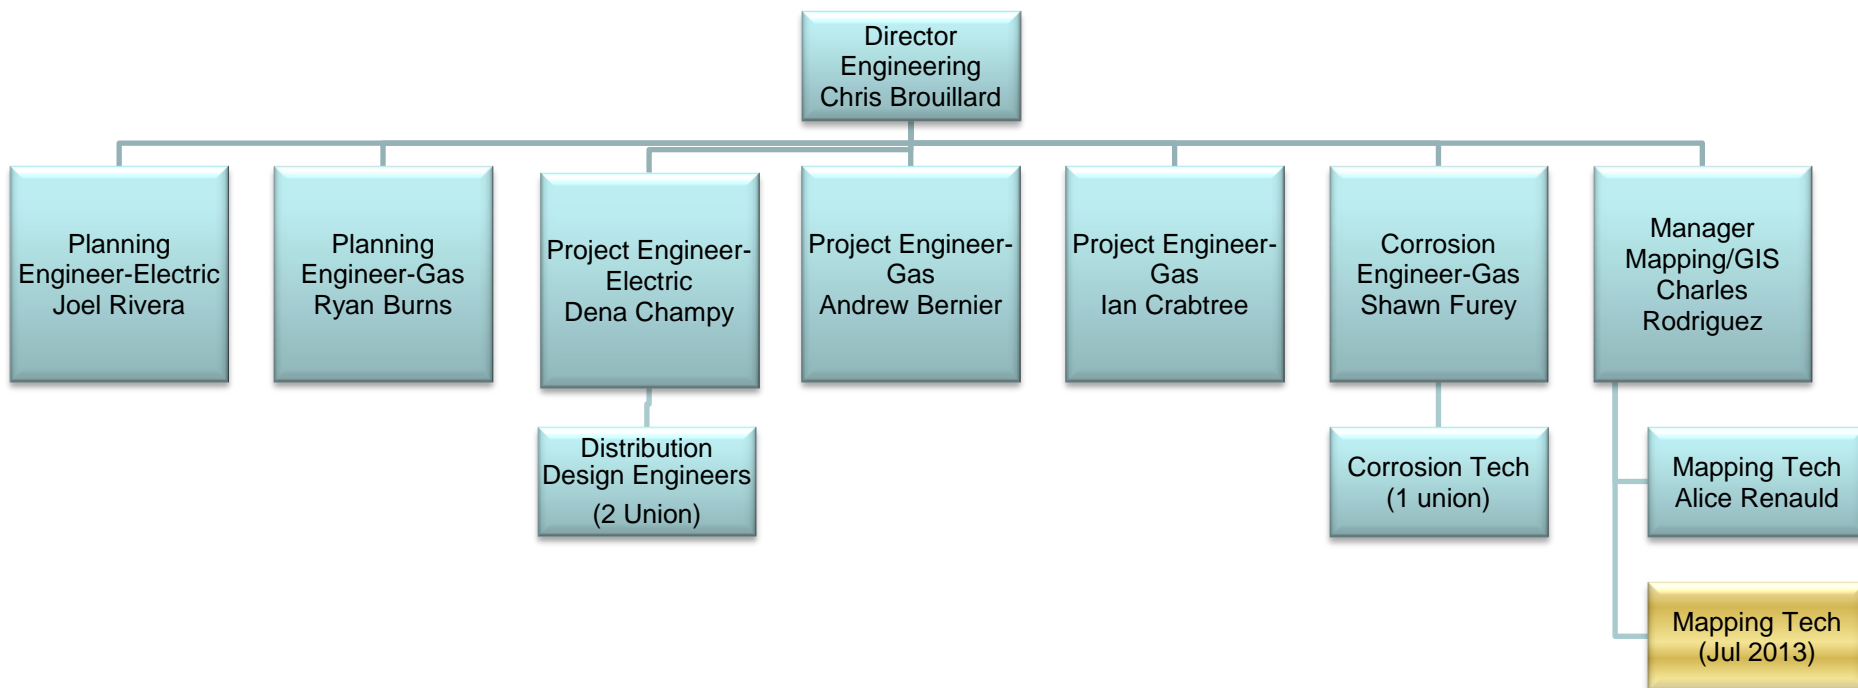 Director
Engineering
Chris Brouillard
Planning
Engineer-Electric
Joel Rivera
Planning
Engineer-Gas
Ryan Burns
Project Engineer-
Electric
Dena Champy
Project Engineer-
Gas
Andrew Bernier
Project Engineer-
Gas
Ian Crabtree
Corrosion
Engineer-Gas
Shawn Furey
Manager
Mapping/GIS
Charles
Rodriguez
Distribution
Design Engineers
(2 Union)
Corrosion Tech
(1 union)
Mapping Tech
Alice Renauld
Mapping Tech
(Jul 2013)